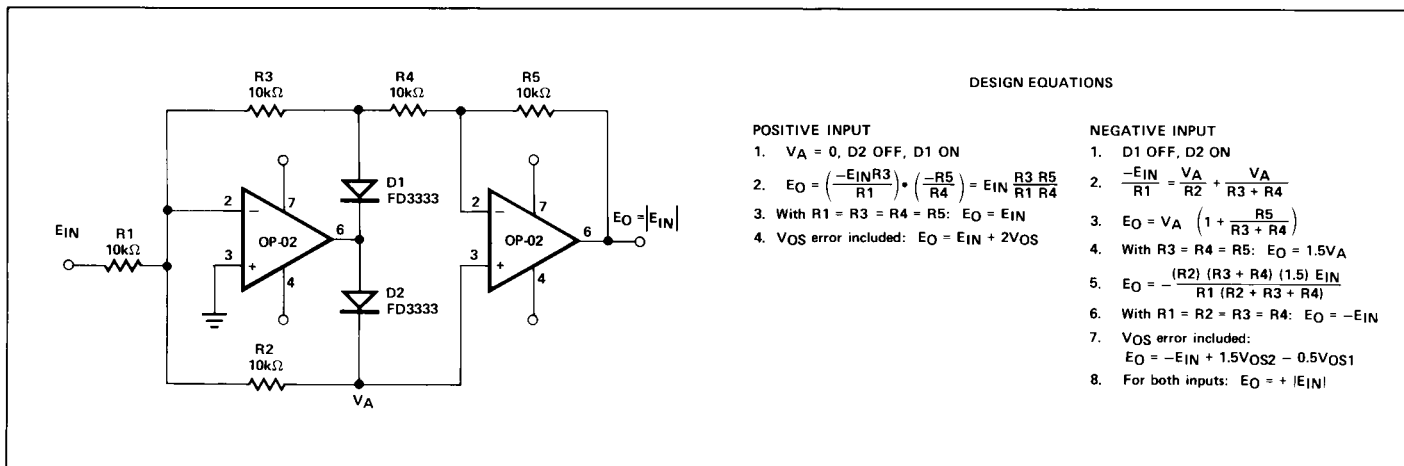 R3
10kΩ
R4
10kΩ
R5
10kΩ
D1
FD3333
2
7
−
OP-02
6
3
+
4
EIN
R1
10kΩ
D2
FD3333
2
7
−
OP-02
6
3
+
4
EO = |EIN|
R2
10kΩ
VA
DESIGN EQUATIONS
POSITIVE INPUT
1. VA = 0, D2 OFF, D1 ON
2. EO = (−EINR3 / R1) • (−R5 / R4) = EIN R3 R5 / R1 R4
3. With R1 = R3 = R4 = R5: EO = EIN
4. VOS error included: EO = EIN + 2VOS
NEGATIVE INPUT
1. D1 OFF, D2 ON
2. −EIN / R1 = VA / R2 + VA / R3 + R4
3. EO = VA (1 + R5 / R3 + R4)
4. With R3 = R4 = R5: EO = 1.5VA
5. EO = − (R2) (R3 + R4) (1.5) EIN / R1 (R2 + R3 + R4)
6. With R1 = R2 = R3 = R4: EO = −EIN
7. VOS error included:
EO = −EIN + 1.5VOS2 − 0.5VOS1
8. For both inputs: EO = + |EIN|